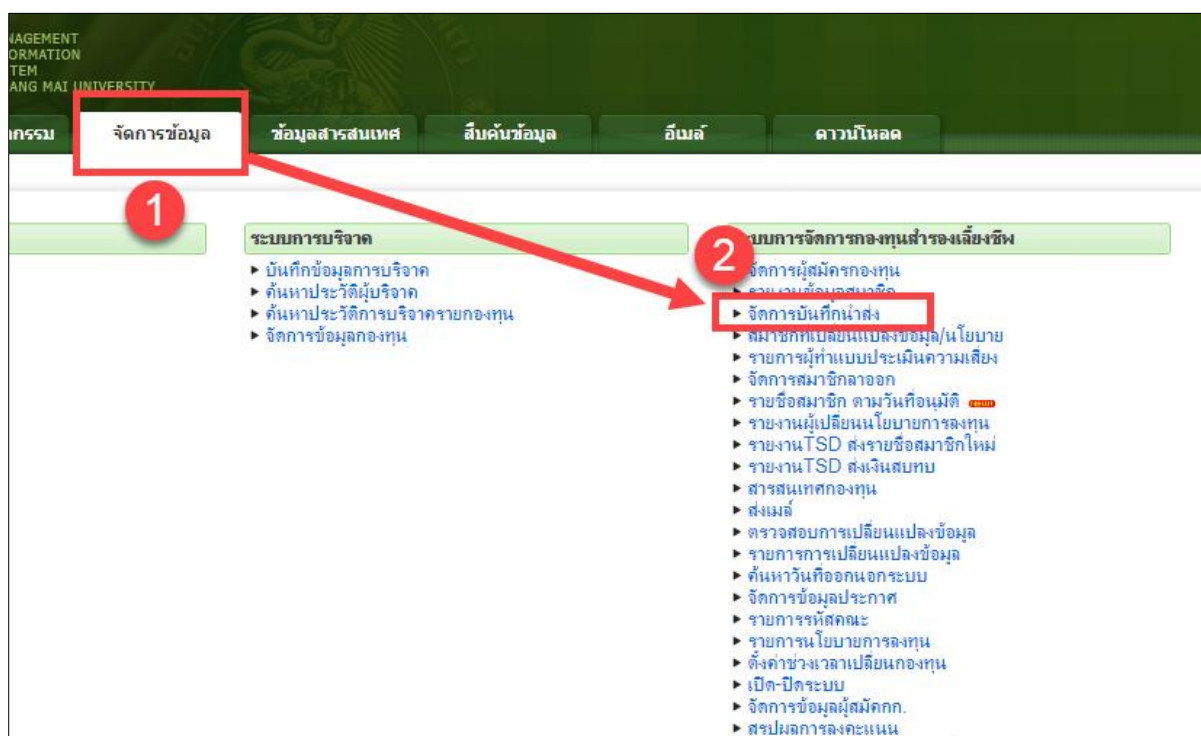 AGEMENT
ORMATION
TEM
ANG MAI UNIVERSITY
กรรม จัดการข้อมูล ข้อมูลสารสนเทศ สืบค้นข้อมูล อีเมล์ ดาวน์โหลด
1
ระบบการบริจาค
บันทึกข้อมูลการบริจาค
ค้นหาประวัติผู้บริจาค
ค้นหาประวัติการบริจาครายกองทุน
จัดการข้อมูลกองทุน
2
ระบบการจัดการกองทุนสำรองเลี้ยงชีพ
จัดการผู้สมัครกองทุน
รายงานข้อมูลสมาชิก
จัดการบันทึกนำส่ง
สมาชิกที่เปลี่ยนแปลงข้อมูล/นโยบาย
รายการผู้ทำแบบประเมินความเสี่ยง
จัดการสมาชิกลาออก
รายชื่อสมาชิก ตามวันที่อนุมัติ
รายงานผู้เปลี่ยนนโยบายการลงทุน
รายงานTSD ส่งรายชื่อสมาชิกใหม่
รายงานTSD ส่งเงินสบทบ
สารสนเทศกองทุน
ส่งเมล์
ตรวจสอบการเปลี่ยนแปลงข้อมูล
รายการการเปลี่ยนแปลงข้อมูล
ค้นหาวันที่ออกนอกระบบ
จัดการข้อมูลประกาศ
รายการรหัสคณะ
รายการนโยบายการลงทุน
ตั้งค่าช่วงเวลาเปลี่ยนกองทุน
เปิด-ปิดระบบ
จัดการข้อมูลผู้สมัคกก.
สรุปผลการลงคะแนน